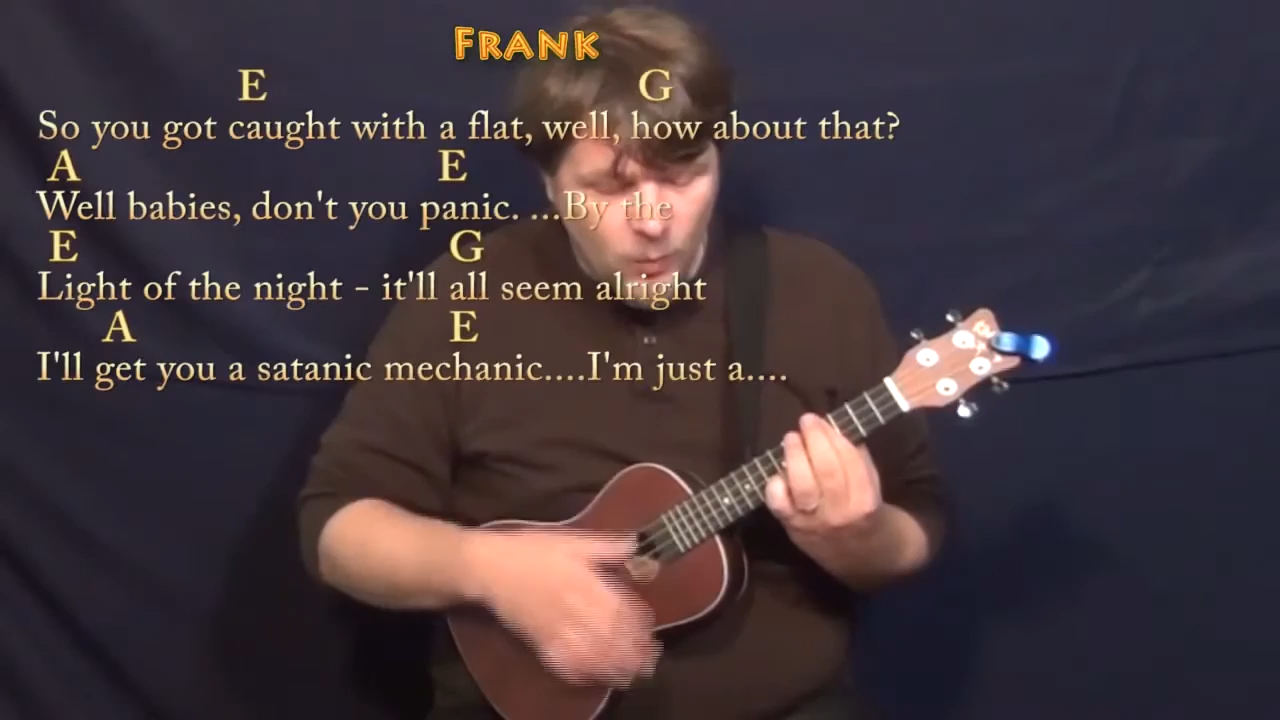 FRANK
E G
So you got caught with a flat, well, how about that?
A E
Well babies, don't you panic. ...By the
E G
Light of the night - it'll all seem alright
A E
I'll get you a satanic mechanic....I'm just a....